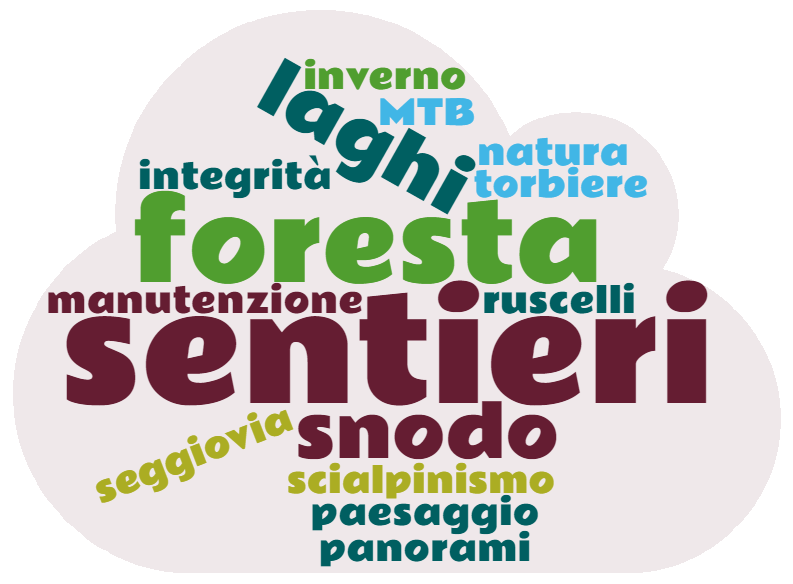 inverno
laghi
MTB
natura
integrità
torbiere
foresta
manutenzione
ruscelli
sentieri
snodo
seggiovia
scialpinismo
paesaggio
panorami